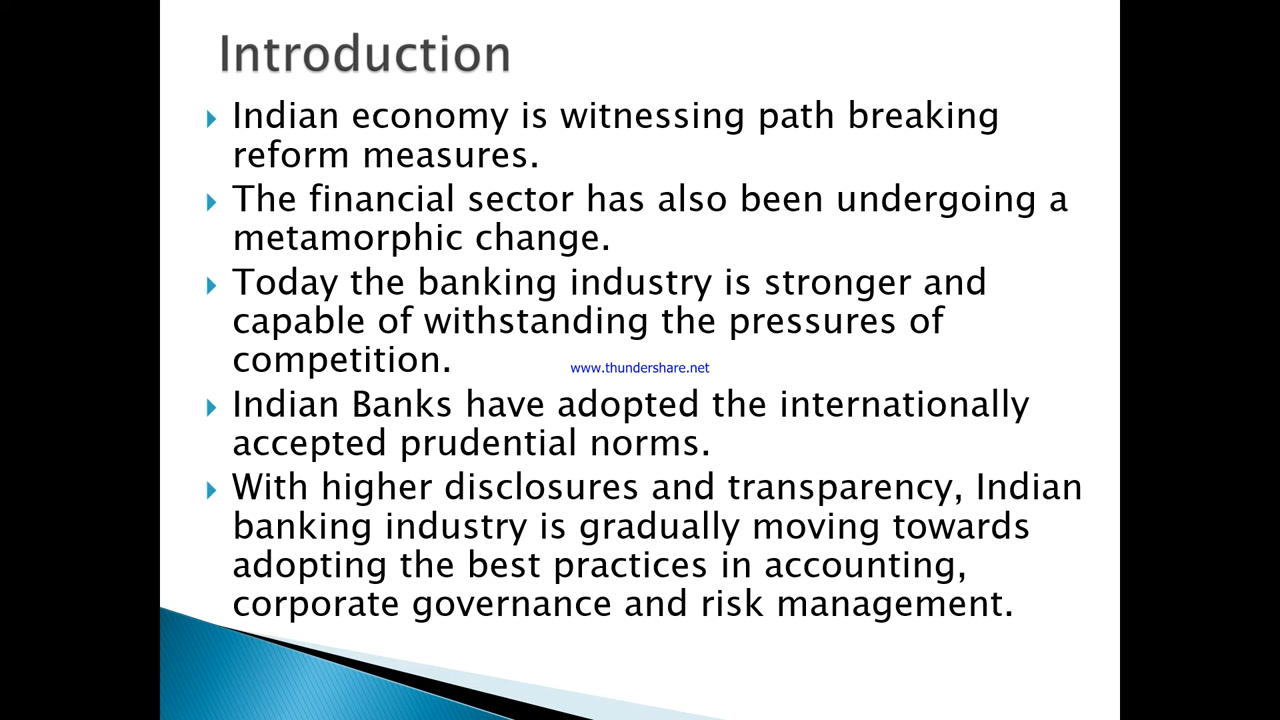 Introduction
Indian economy is witnessing path breaking
reform measures.
The financial sector has also been undergoing a
metamorphic change.
Today the banking industry is stronger and
capable of withstanding the pressures of
competition.
www.thundershare.net
Indian Banks have adopted the internationally
accepted prudential norms.
With higher disclosures and transparency, Indian
banking industry is gradually moving towards
adopting the best practices in accounting,
corporate governance and risk management.